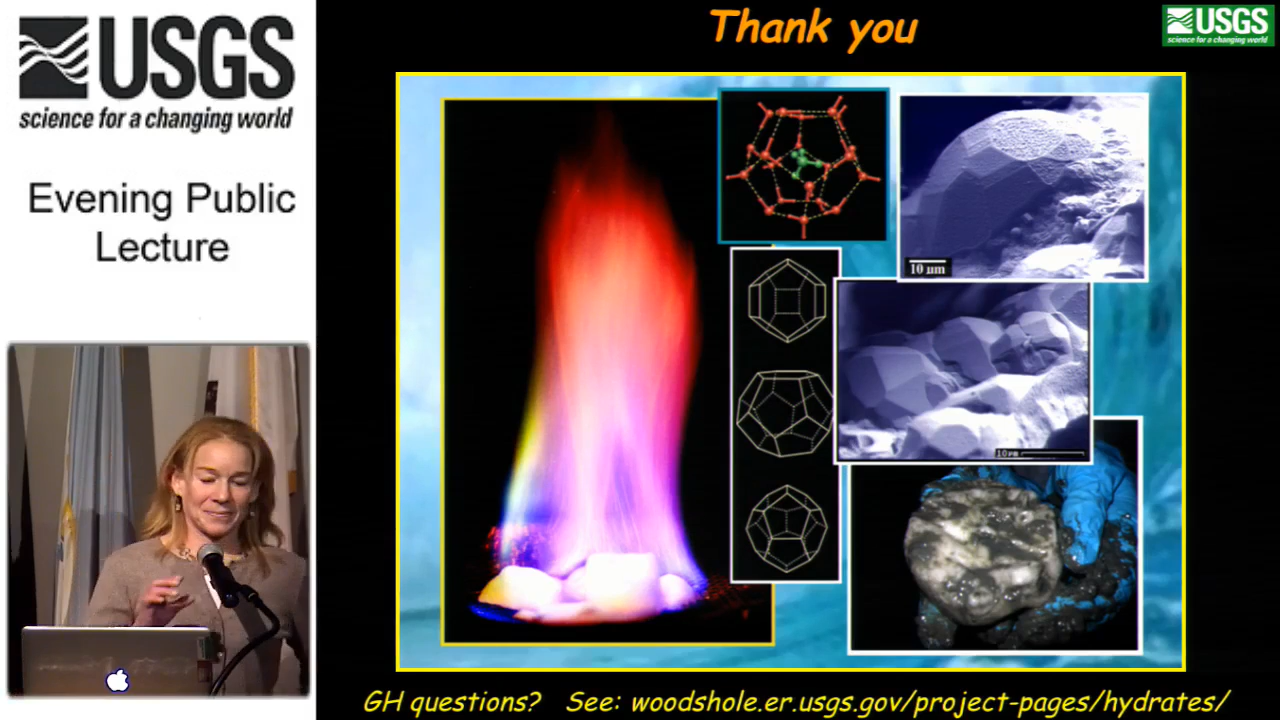 USGS
science for a changing world
Evening Public
Lecture
Thank you
USGS
science for a changing world
10 µm
10µm
GH questions? See: woodshole.er.usgs.gov/project-pages/hydrates/